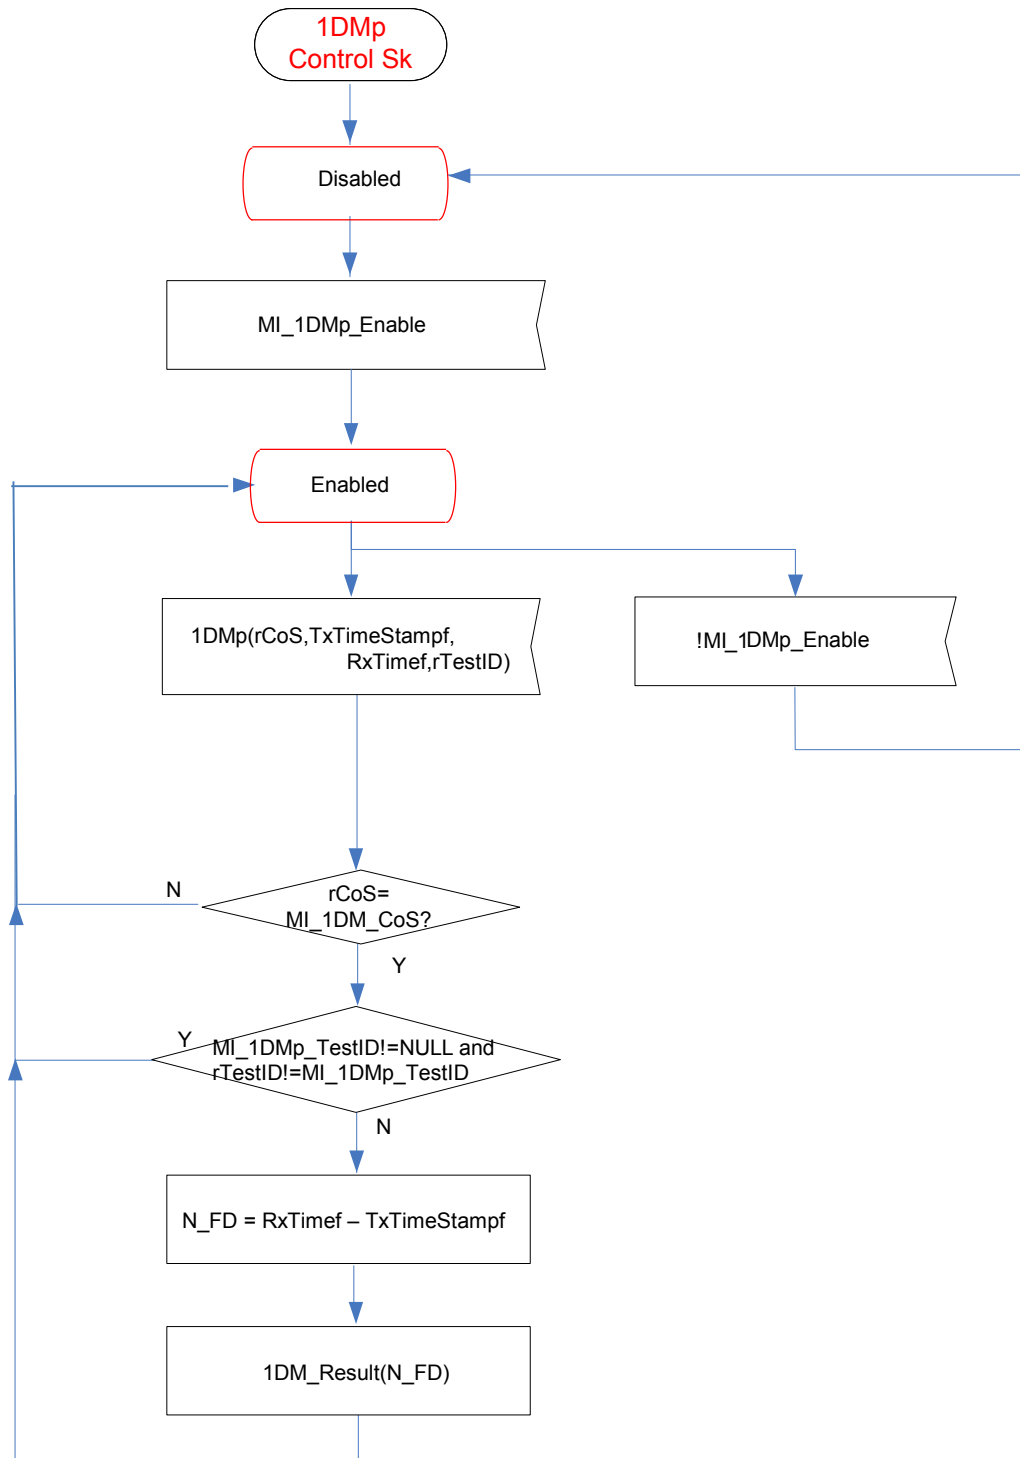 1DMp
Control Sk
Disabled
MI_1DMp_Enable
Enabled
1DMp(rCoS,TxTimeStampf,
RxTimef,rTestID)
!MI_1DMp_Enable
N
rCoS=
MI_1DM_CoS?
Y
Y
MI_1DMp_TestID!=NULL and
rTestID!=MI_1DMp_TestID
N
N_FD = RxTimef – TxTimeStampf
1DM_Result(N_FD)